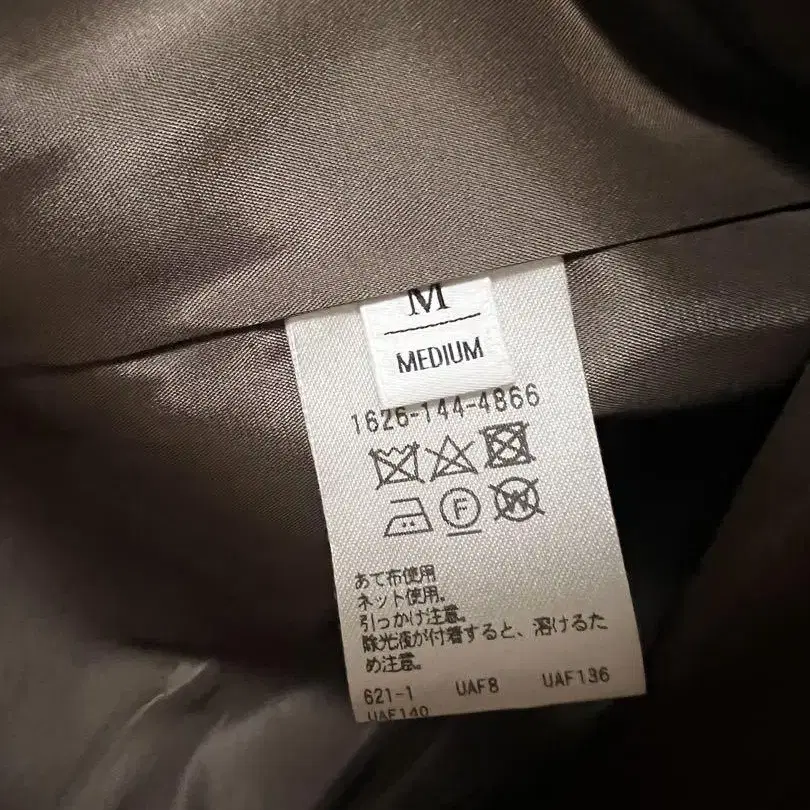 M
MEDIUM
1626-144-4866
F
W
あて布使用
ネット使用。
引っかけ注意。
除光液が付着すると、溶けるた
め注意。
621-1 UAF8 UAF136
UAF140